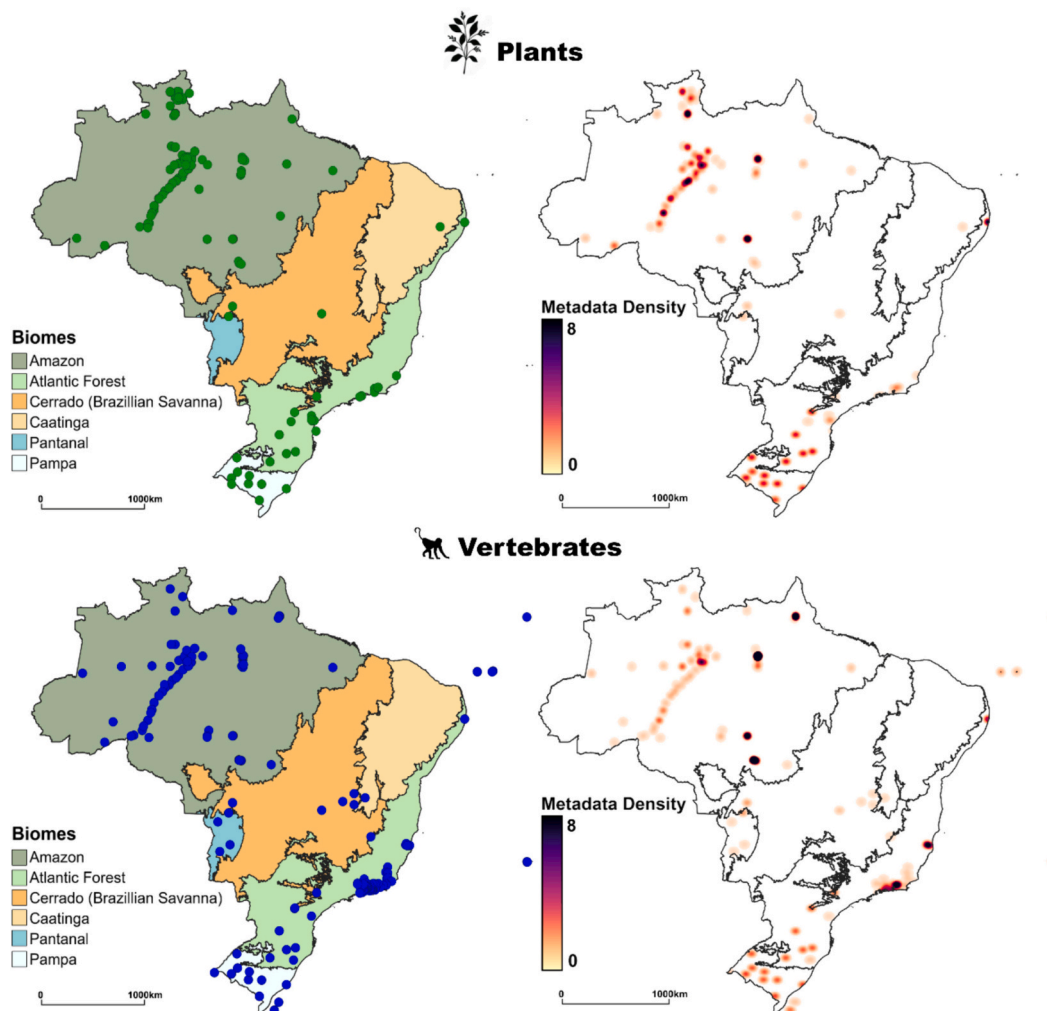 Plants
Biomes
Amazon
Atlantic Forest
Cerrado (Brazillian Savanna)
Caatinga
Pantanal
Pampa
0 1000km
Metadata Density
8
0
0 1000km
Vertebrates
Biomes
Amazon
Atlantic Forest
Cerrado (Brazillian Savanna)
Caatinga
Pantanal
Pampa
0 1000km
Metadata Density
8
0
0 1000km